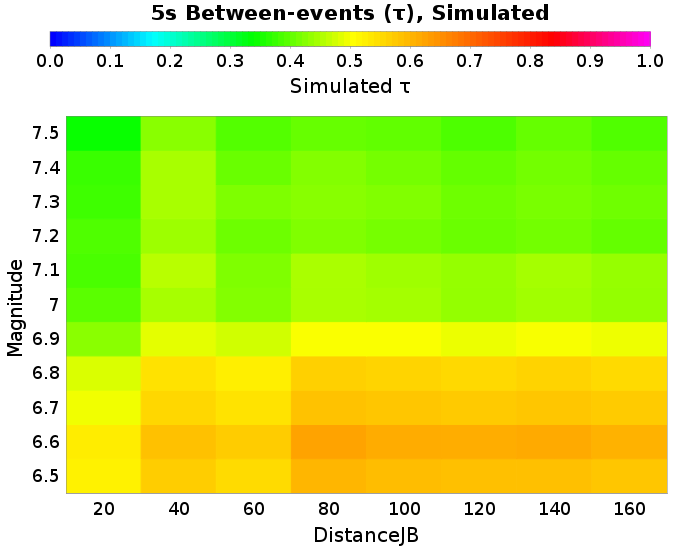 5s Between-events (τ), Simulated
0.0 0.1 0.2 0.3 0.4 0.5 0.6 0.7 0.8 0.9 1.0
Simulated τ
7.5
7.4
7.3
7.2
7.1
7
6.9
6.8
6.7
6.6
6.5
Magnitude
20 40 60 80 100 120 140 160
DistanceJB